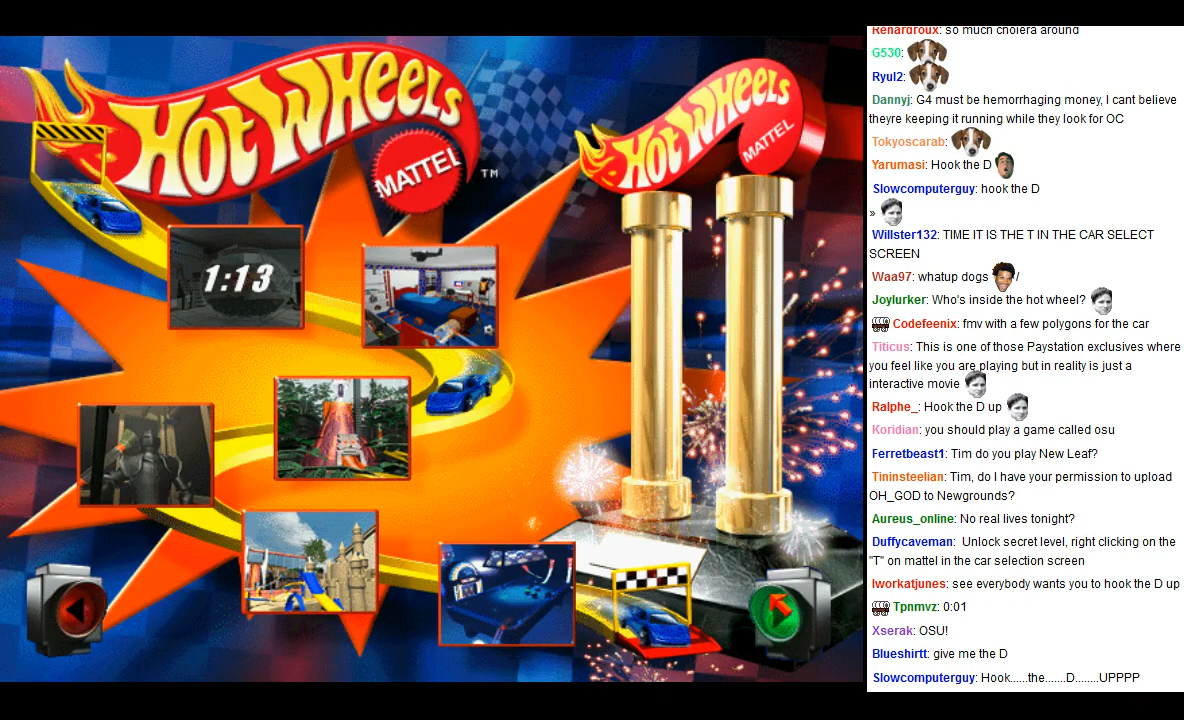 HOT WHEELS
MATTEL
TM
HOT WHEELS
MATTEL
1:13
Renardroux: so much cholera around
G530:
Ryul2:
Dannyj: G4 must be hemorrhaging money, I cant believe
theyre keeping it running while they look for OC
Tokyoscarab:
Yarumasi: Hook the D
Slowcomputerguy: hook the D
»
Willster132: TIME IT IS THE T IN THE CAR SELECT
SCREEN
Waa97: whatup dogs /
Joylurker: Who's inside the hot wheel?
Codefeenix: fmv with a few polygons for the car
Titicus: This is one of those Paystation exclusives where
you feel like you are playing but in reality is just a
interactive movie
Ralphe_: Hook the D up
Koridian: you should play a game called osu
Ferretbeast1: Tim do you play New Leaf?
Tininsteelian: Tim, do I have your permission to upload
OH_GOD to Newgrounds?
Aureus_online: No real lives tonight?
Duffycaveman: Unlock secret level, right clicking on the
"T" on mattel in the car selection screen
Iworkatjunes: see everybody wants you to hook the D up
Tpnmvz: 0:01
Xserak: OSU!
Blueshirtt: give me the D
Slowcomputerguy: Hook......the.......D........UPPPP